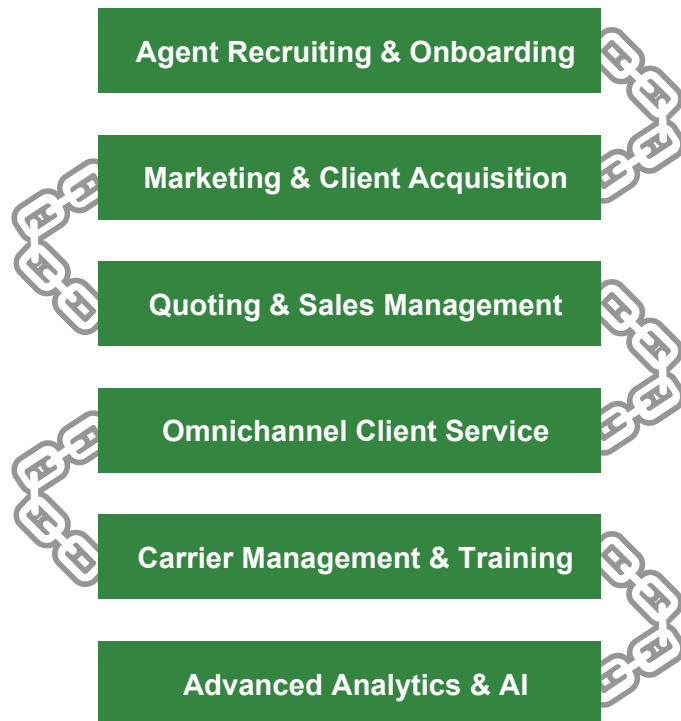 Agent Recruiting & Onboarding
Marketing & Client Acquisition
Quoting & Sales Management
Omnichannel Client Service
Carrier Management & Training
Advanced Analytics & AI